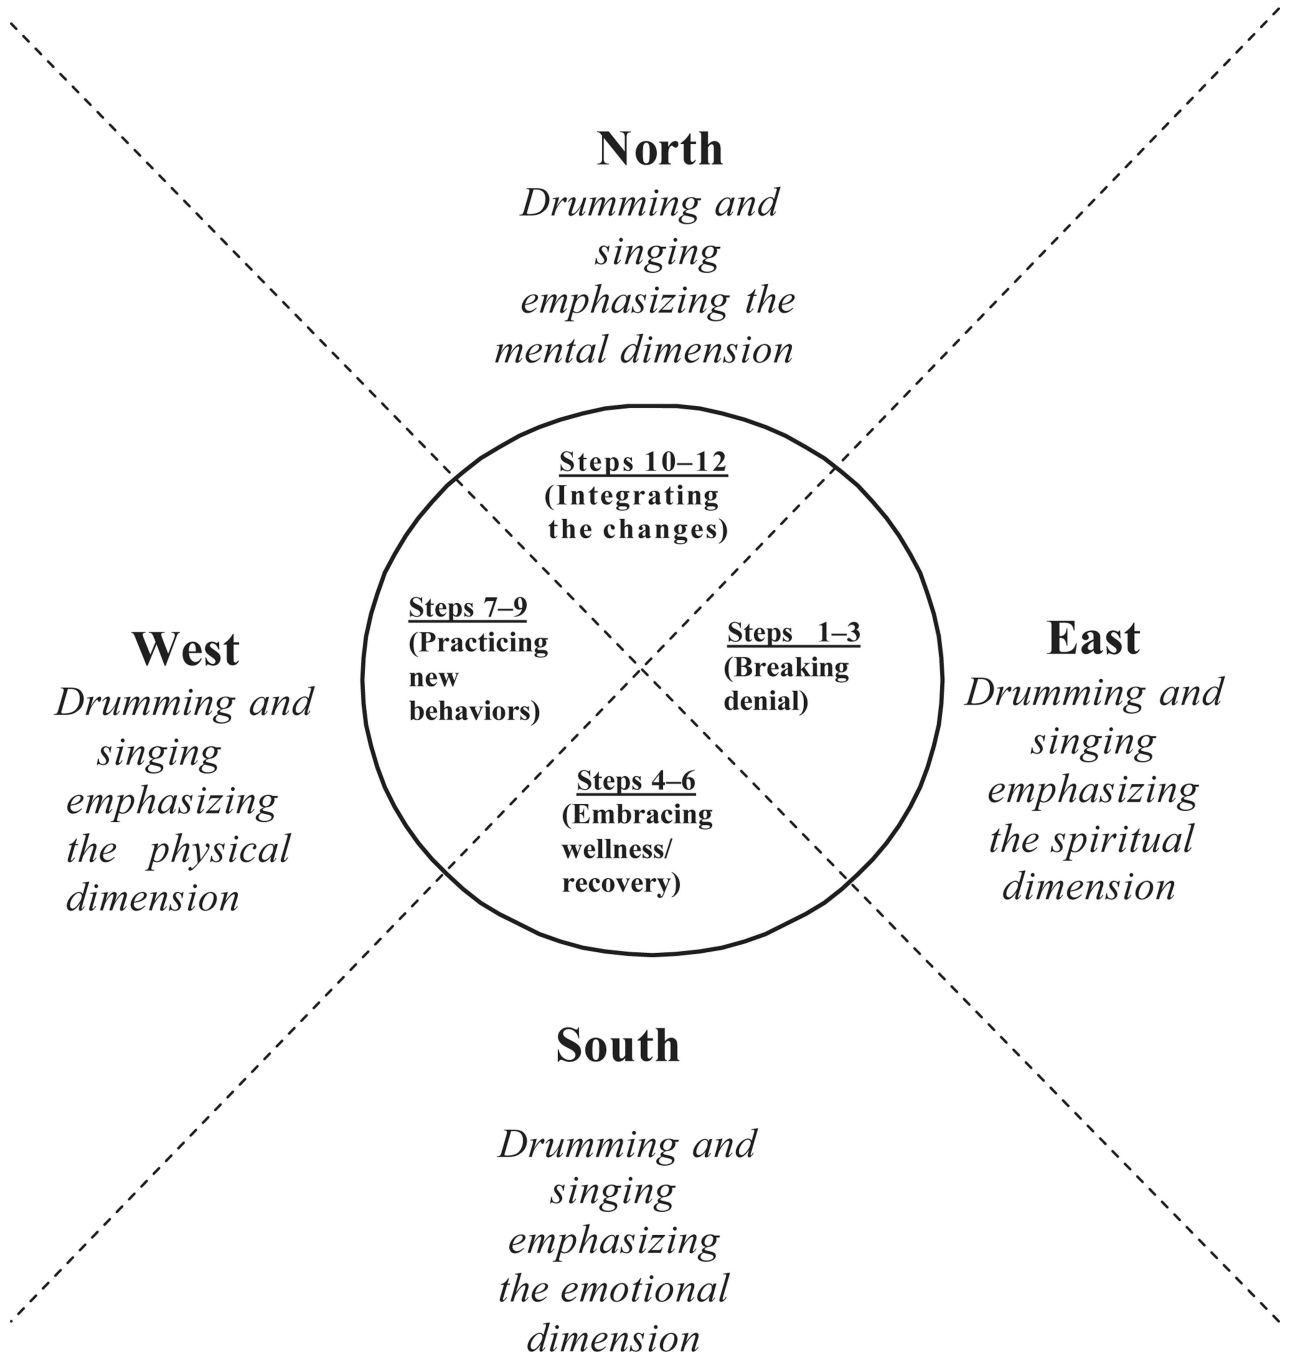 North
Drumming and
singing
emphasizing the
mental dimension
Steps 10–12
(Integrating
the changes)
West
Drumming and
singing
emphasizing
the physical
dimension
Steps 7–9
(Practicing
new
behaviors)
Steps 1–3
(Breaking
denial)
East
Drumming and
singing
emphasizing
the spiritual
dimension
Steps 4–6
(Embracing
wellness/
recovery)
South
Drumming and
singing
emphasizing
the emotional
dimension